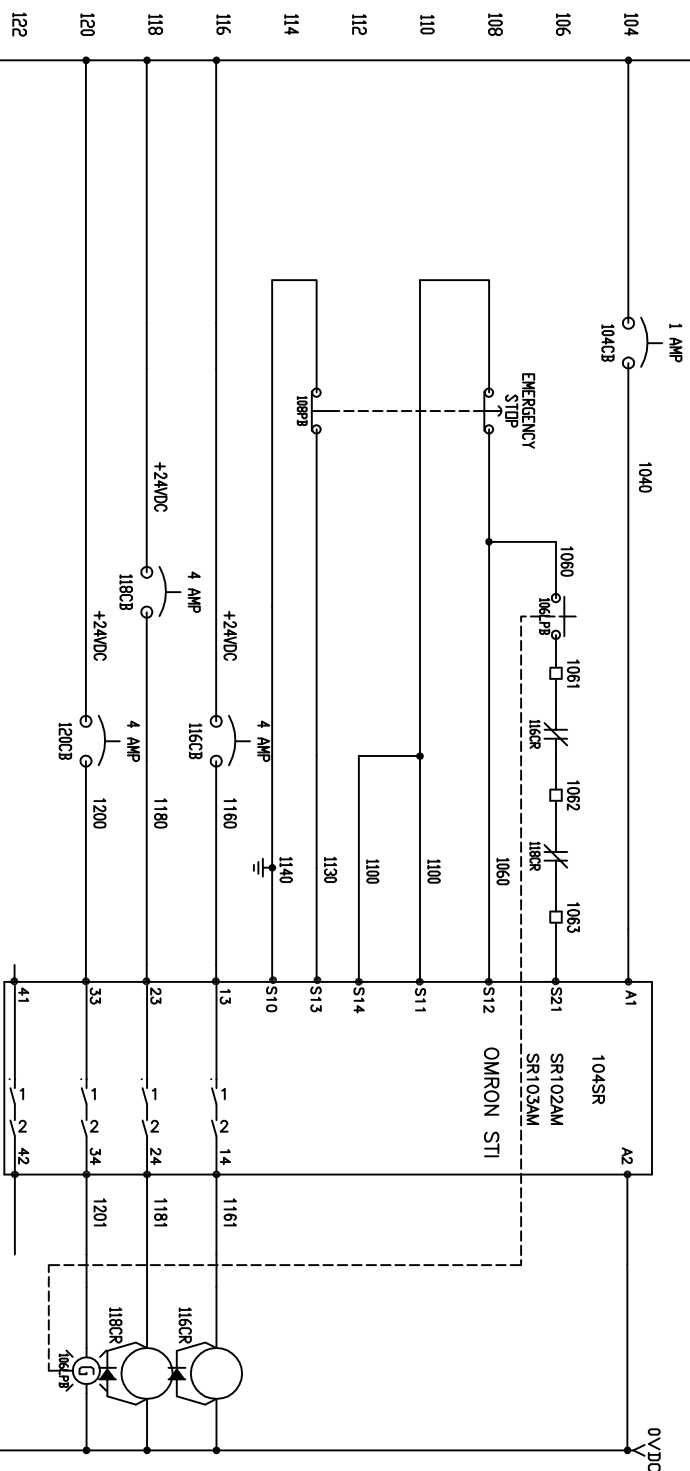 104
1 AMP
104CB
1040
A1
A2
0VDC
106
1060
106LPB
1061
116CR
1062
118CR
1063
S21
104SR
SR102AM
SR103AM
OMRON STI
108
EMERGENCY
STOP
1060
S12
110
1100
S11
112
1100
S14
108PB
1130
S13
114
1140
S10
116
+24VDC
4 AMP
116CB
1160
13
1
2
14
1161
116CR
118
+24VDC
4 AMP
118CB
1180
23
1
2
24
1181
118CR
120
+24VDC
4 AMP
120CB
1200
33
1
2
34
1201
G
106LPB
122
41
1
2
42